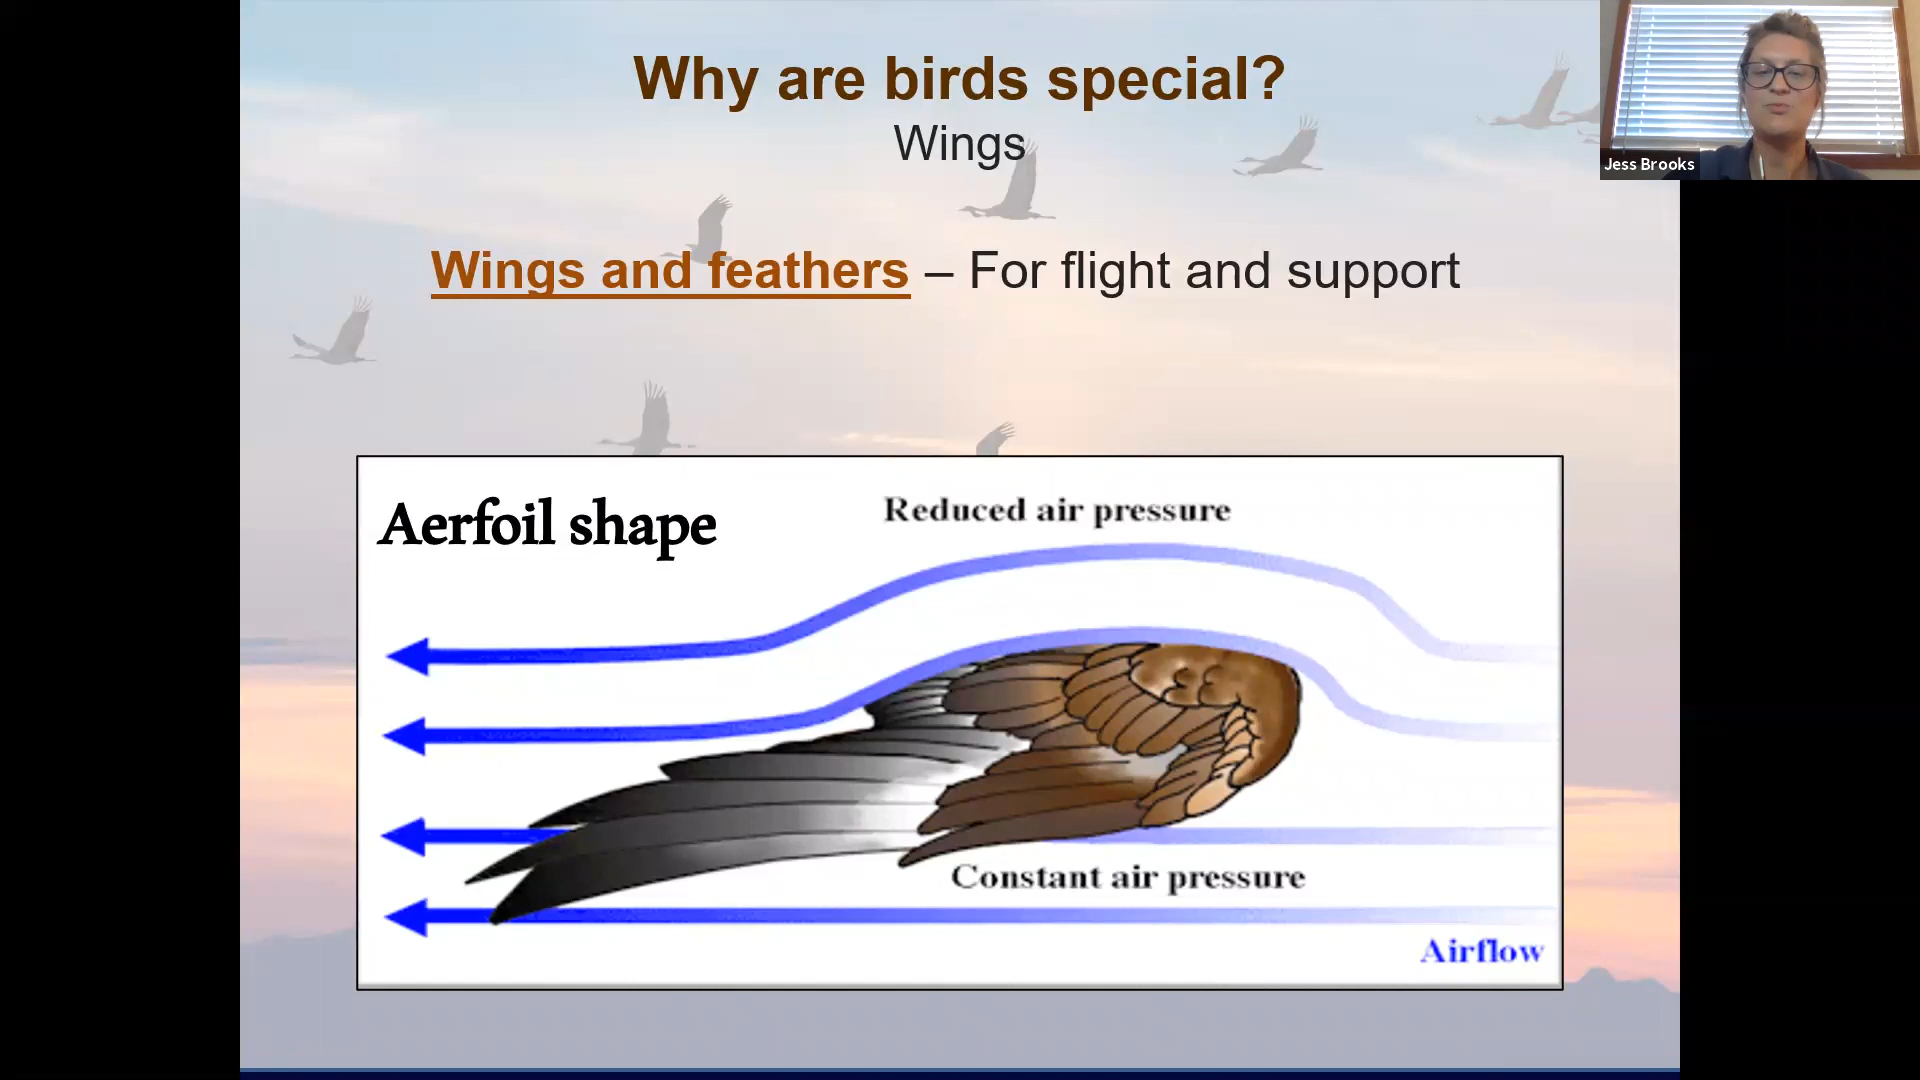 Why are birds special?
Wings
Jess Brooks
Wings and feathers – For flight and support
Aerfoil shape
Reduced air pressure
Constant air pressure
Airflow